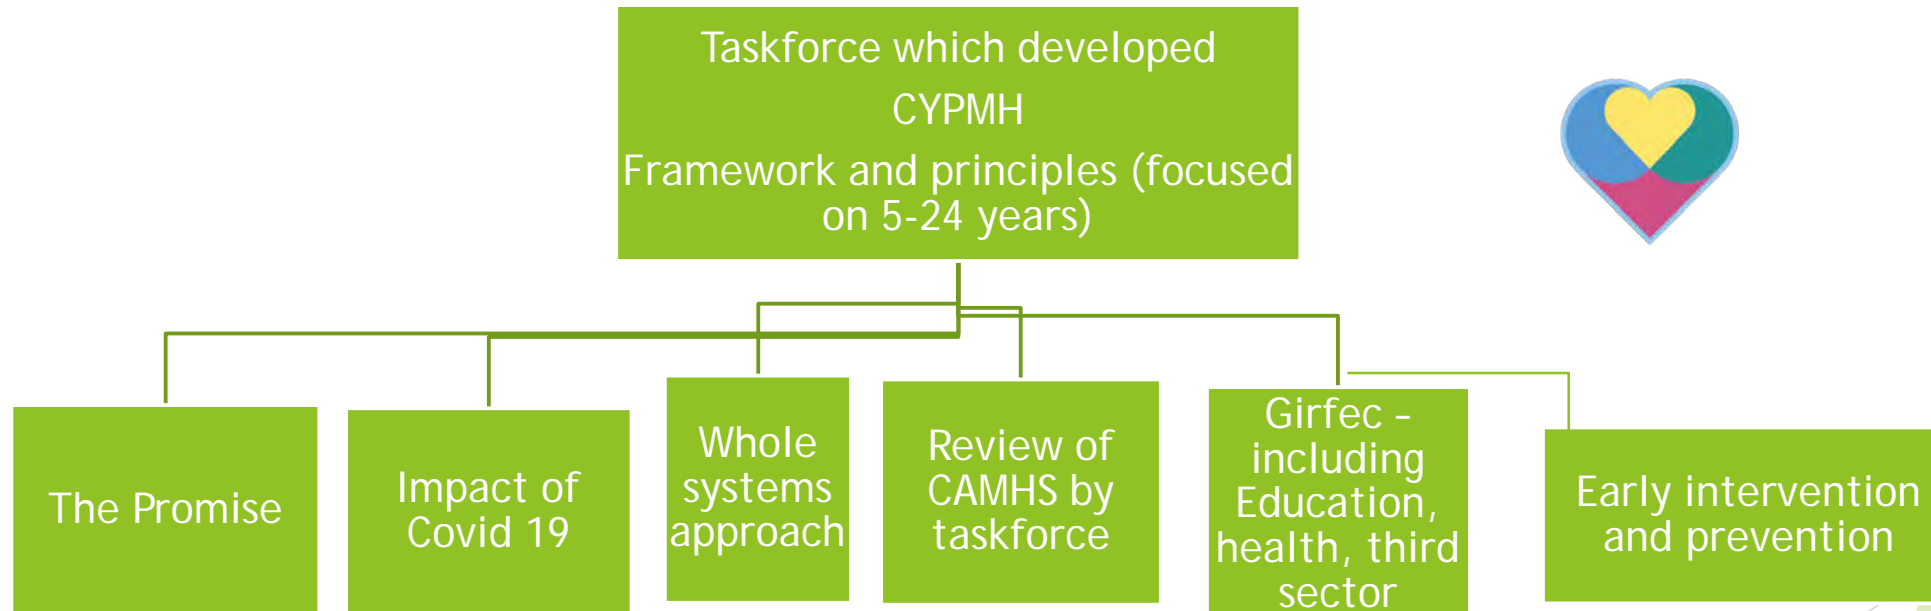 Taskforce which developed
CYPMH
Framework and principles (focused
on 5-24 years)
The Promise
Impact of
Covid 19
Whole
systems
approach
Review of
CAMHS by
taskforce
Girfec –
including
Education,
health, third
sector
Early intervention
and prevention